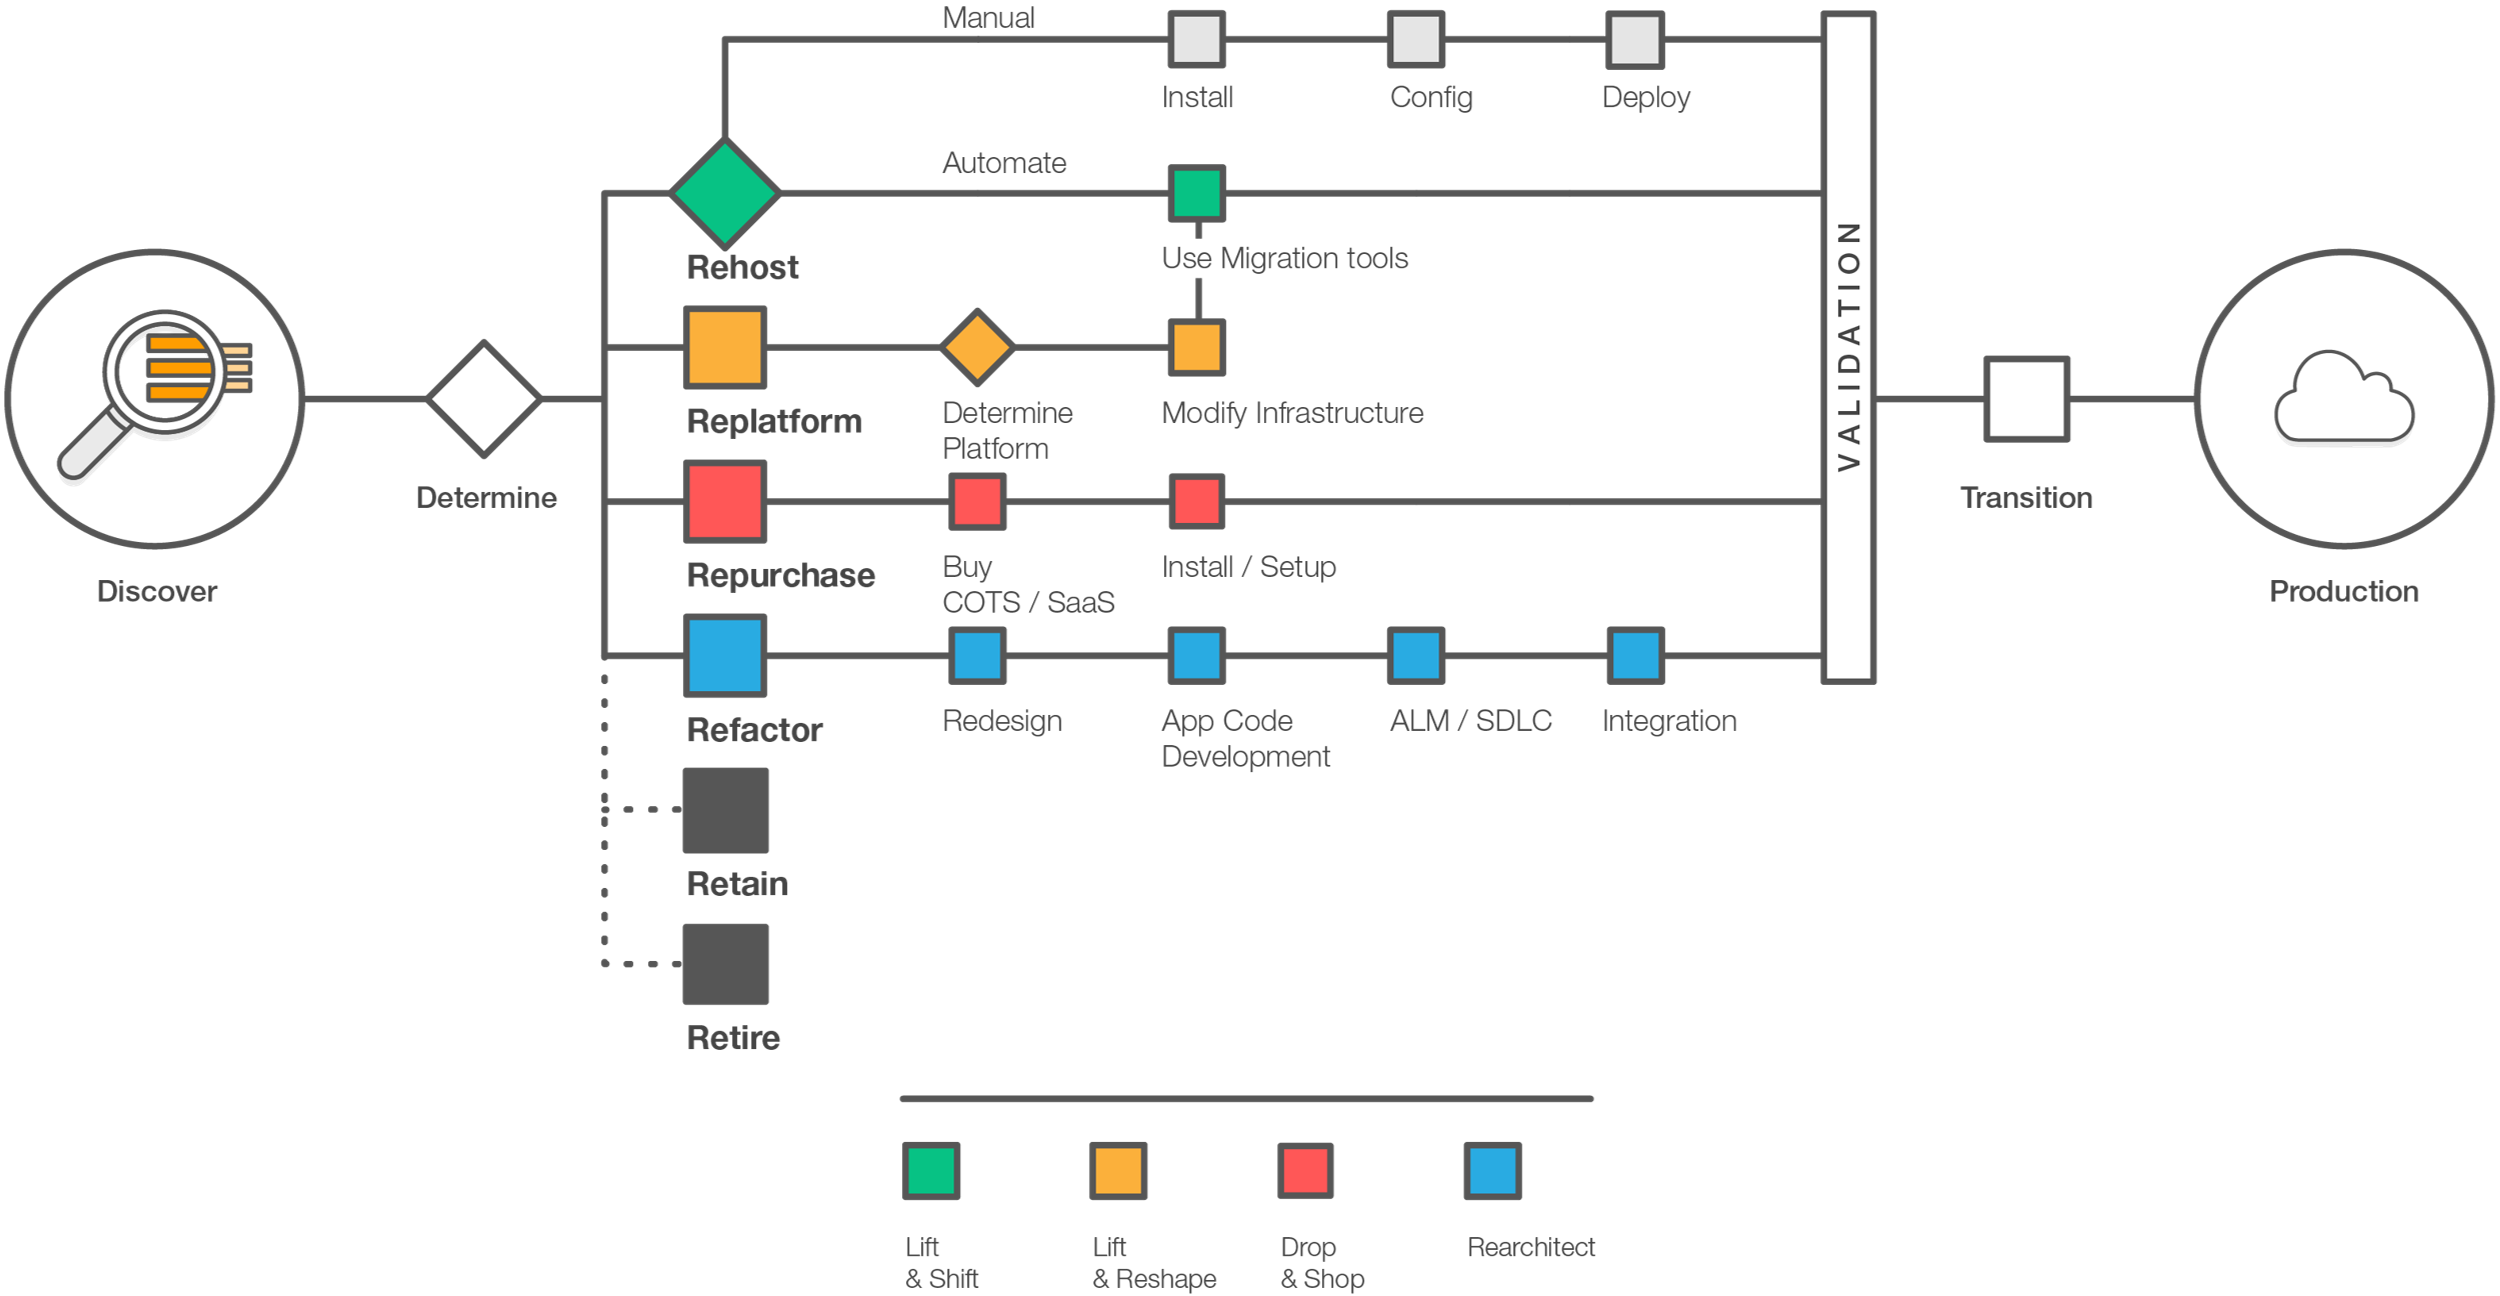 Manual
Install
Config
Deploy
Automate
Use Migration tools
Rehost
Replatform
Determine
Platform
Modify Infrastructure
Repurchase
Buy
COTS / SaaS
Install / Setup
Refactor
Redesign
App Code
Development
ALM / SDLC
Integration
Retain
Retire
Discover
Determine
VALIDATION
Transition
Production
Lift
& Shift
Lift
& Reshape
Drop
& Shop
Rearchitect